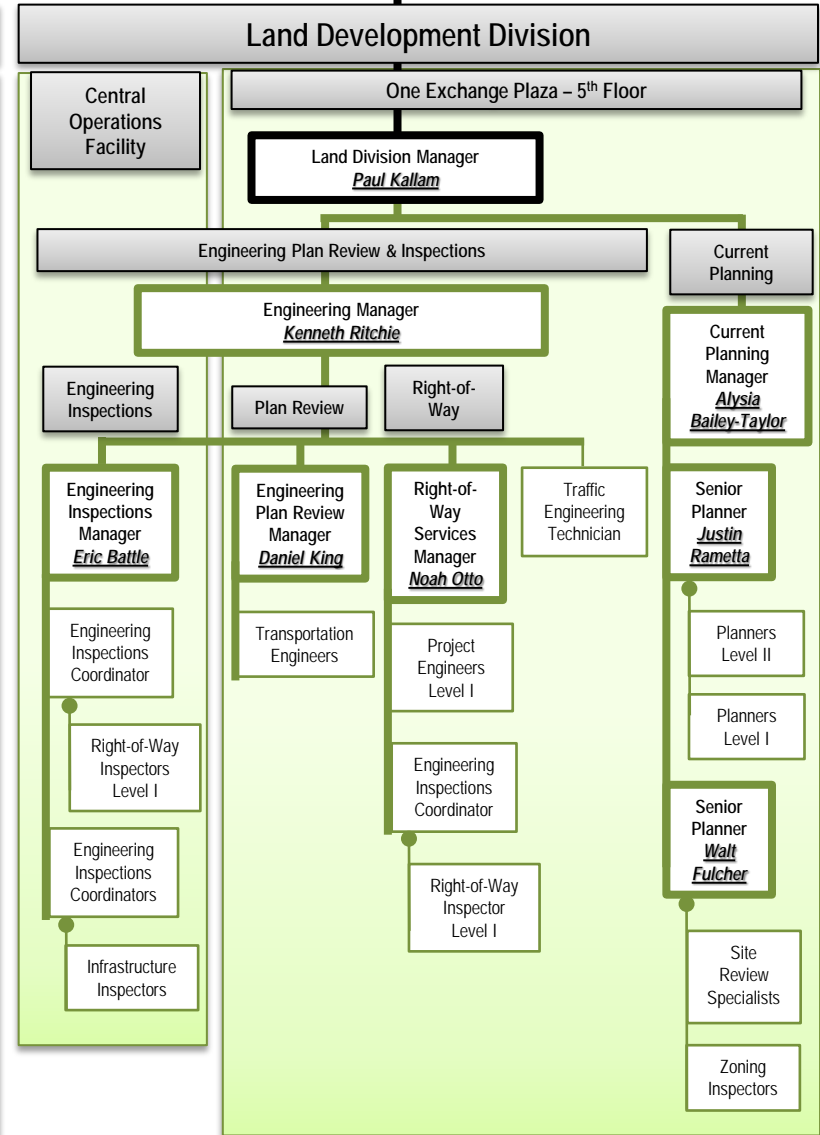 Land Development Division
Central
Operations
Facility
One Exchange Plaza – 5th Floor
Land Division Manager
Paul Kallam
Engineering Plan Review & Inspections
Current
Planning
Engineering Manager
Kenneth Ritchie
Current
Planning
Manager
Alysia
Bailey-Taylor
Engineering
Inspections
Plan Review
Right-of-
Way
Engineering
Inspections
Manager
Eric Battle
Engineering
Plan Review
Manager
Daniel King
Right-of-
Way
Services
Manager
Noah Otto
Traffic
Engineering
Technician
Senior
Planner
Justin
Rametta
Engineering
Inspections
Coordinator
Transportation
Engineers
Project
Engineers
Level I
Planners
Level II
Planners
Level I
Right-of-Way
Inspectors
Level I
Engineering
Inspections
Coordinator
Senior
Planner
Walt
Fulcher
Engineering
Inspections
Coordinators
Right-of-Way
Inspector
Level I
Infrastructure
Inspectors
Site
Review
Specialists
Zoning
Inspectors